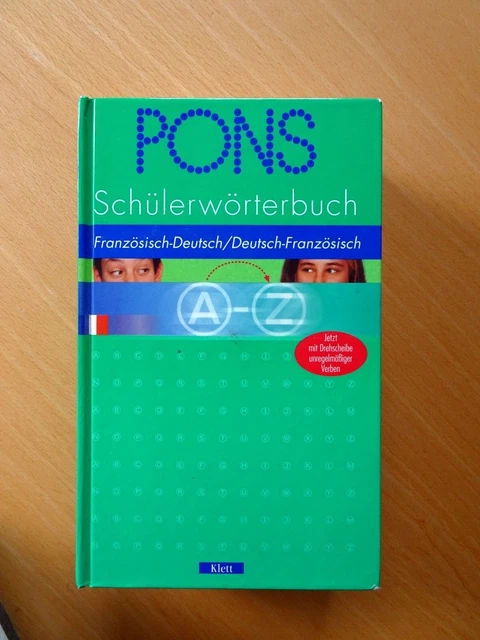 PONS
Schülerwörterbuch
Französisch-Deutsch/Deutsch-Französisch
A-Z
Jetzt
mit Drehscheibe
unregelmäßiger
Verben
A B C D E F G H I J K L M
N O P Q R S T U V W X Y Z
A B C D E F G H I J K L M
N O P Q R S T U V W X Y Z
A B C D E F G H I J K L M
N O P Q R S T U V W X Y Z
A B C D E F G H I J K L M
N O P Q R S T U V W X Y Z
Klett